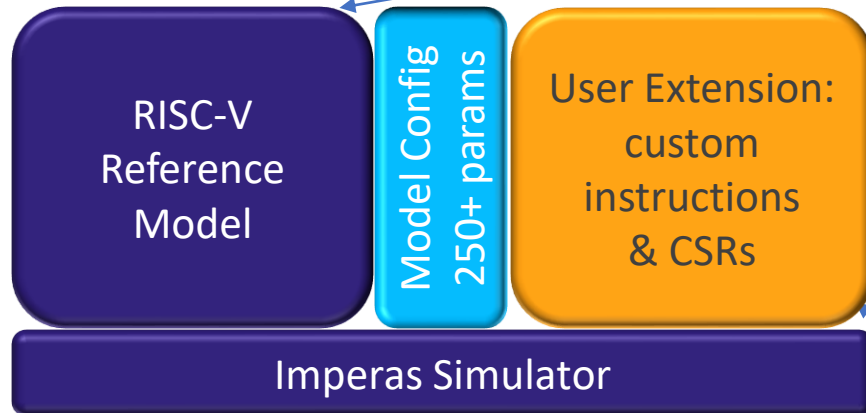 RISC-V
Reference
Model
Model Config
250+ params
User Extension:
custom
instructions
& CSRs
Imperas Simulator